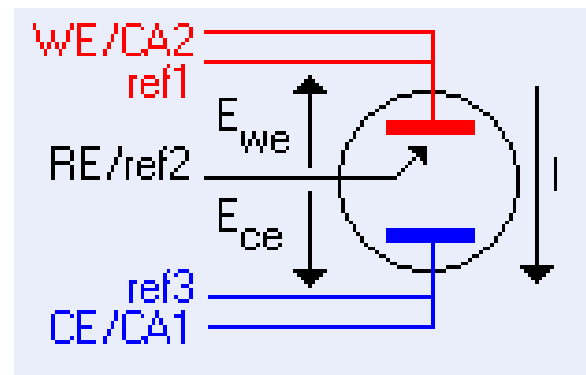 WE/CA2
ref1
Ewe
RE/ref2
I
Ece
ref3
CE/CA1